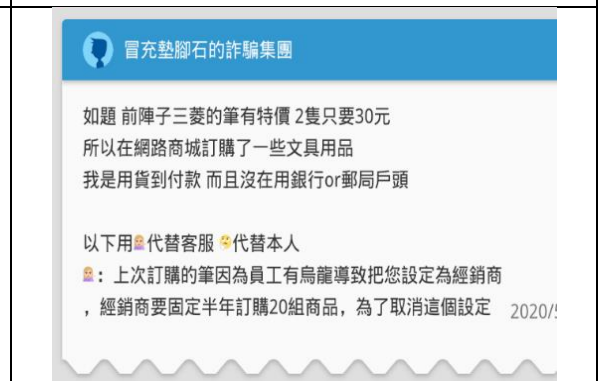 冒充墊腳石的詐騙集團
如題 前陣子三菱的筆有特價 2隻只要30元
所以在網路商城訂購了一些文具用品
我是用貨到付款 而且沒在用銀行or郵局戶頭
以下用🙎🏼‍♀️代替客服 🤔代替本人
🙎🏼‍♀️：上次訂購的筆因為員工有烏龍導致把您設定為經銷商
，經銷商要固定半年訂購20組商品，為了取消這個設定
2020/